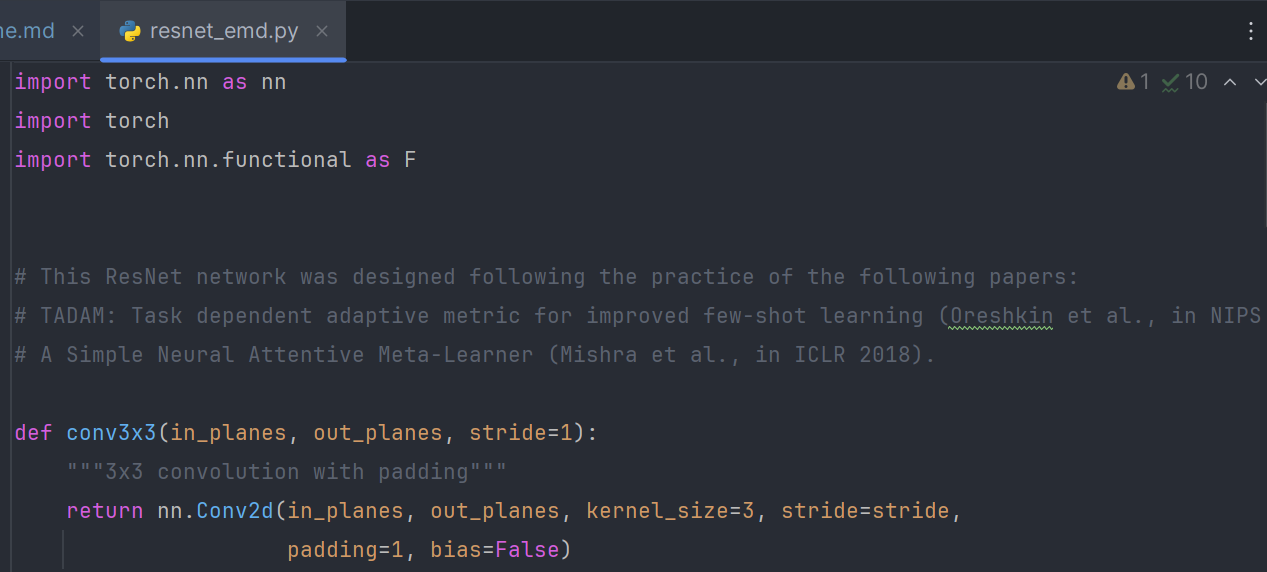 ne.md × resnet_emd.py ×
import torch.nn as nn 1 10
import torch
import torch.nn.functional as F
# This ResNet network was designed following the practice of the following papers:
# TADAM: Task dependent adaptive metric for improved few-shot learning (Oreshkin et al., in NIPS
# A Simple Neural Attentive Meta-Learner (Mishra et al., in ICLR 2018).
def conv3x3(in_planes, out_planes, stride=1):
"""3x3 convolution with padding"""
return nn.Conv2d(in_planes, out_planes, kernel_size=3, stride=stride,
padding=1, bias=False)